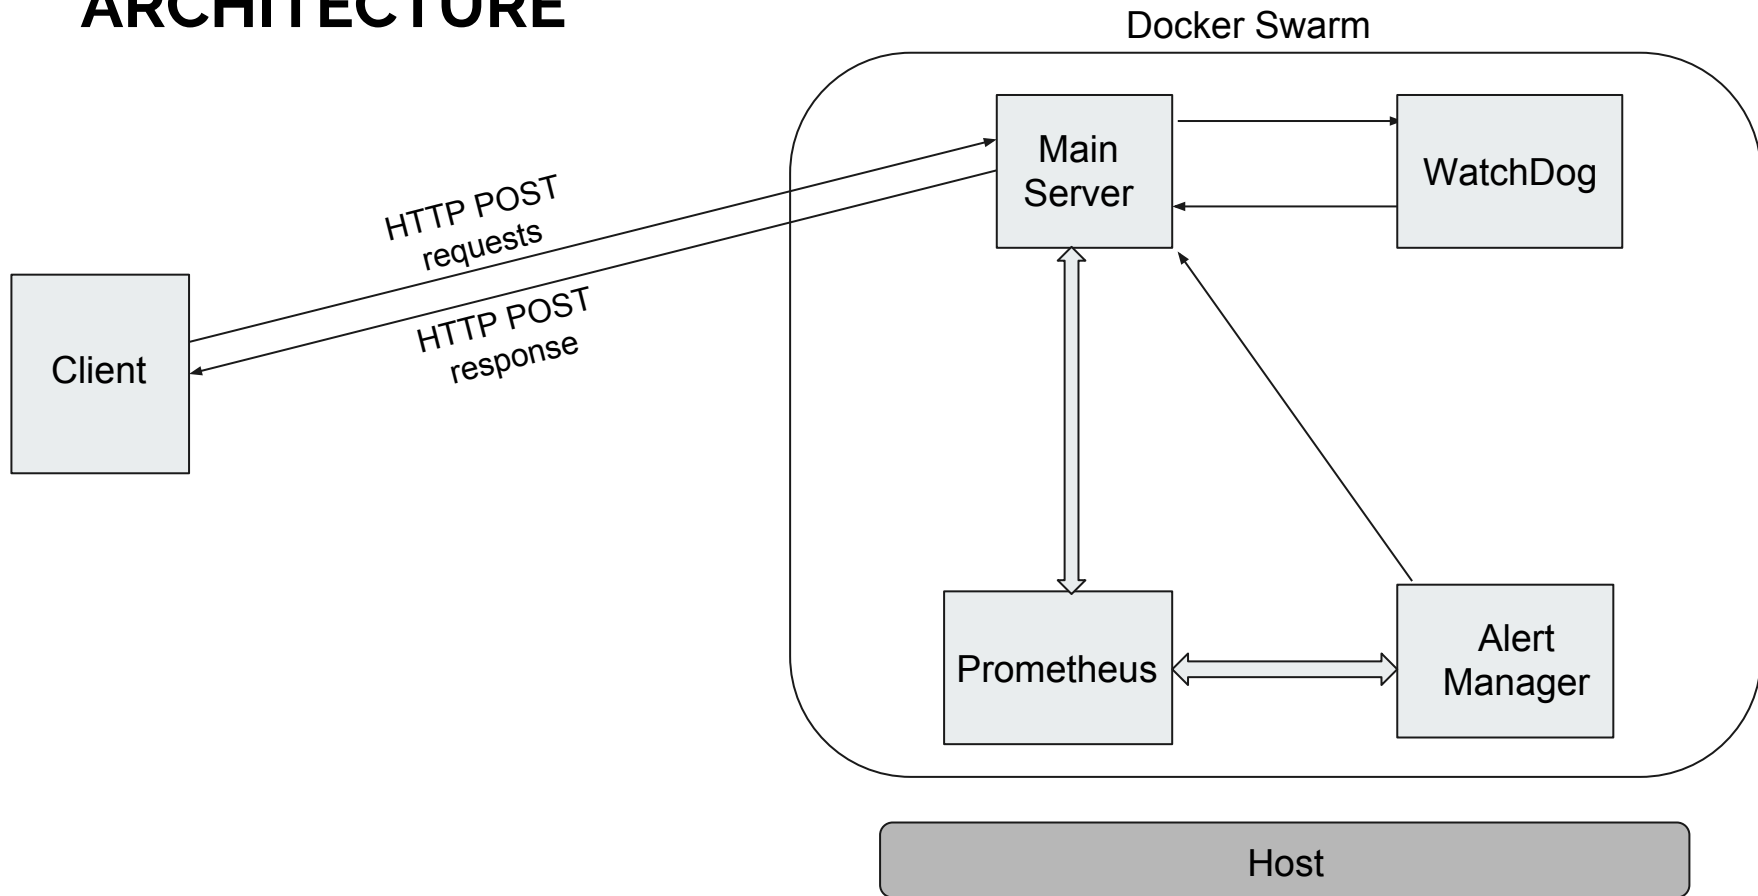 ARCHITECTURE
Docker Swarm
Main
Server
WatchDog
HTTP POST
requests
HTTP POST
response
Client
Prometheus
Alert
Manager
Host